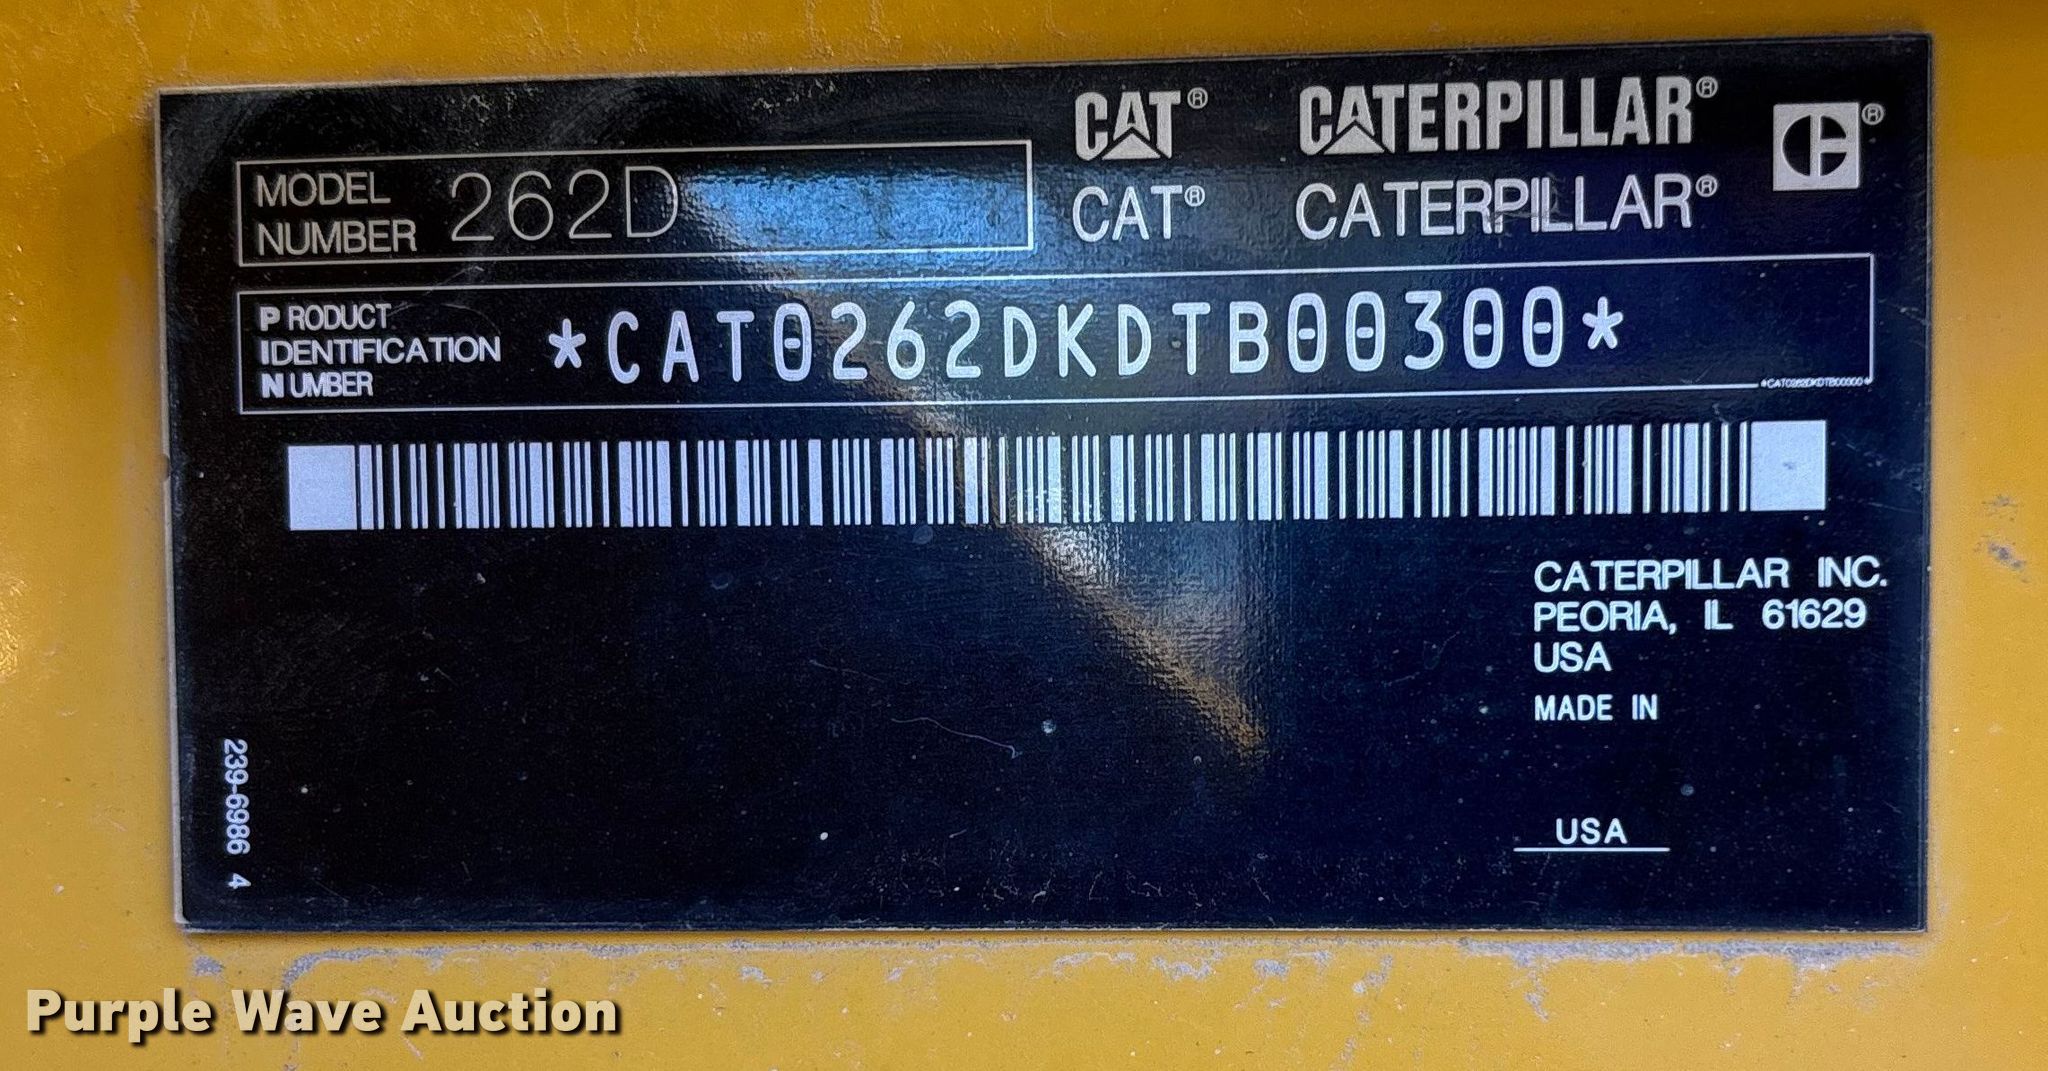 CAT® CATERPILLAR® ®
MODEL NUMBER 262D
CAT® CATERPILLAR®
PRODUCT
IDENTIFICATION
NUMBER
*CAT0262DKDTB00300*
*CAT0262DKDTB00300*
CATERPILLAR INC.
PEORIA, IL 61629
USA
MADE IN
USA
239-6986 4
Purple Wave Auction